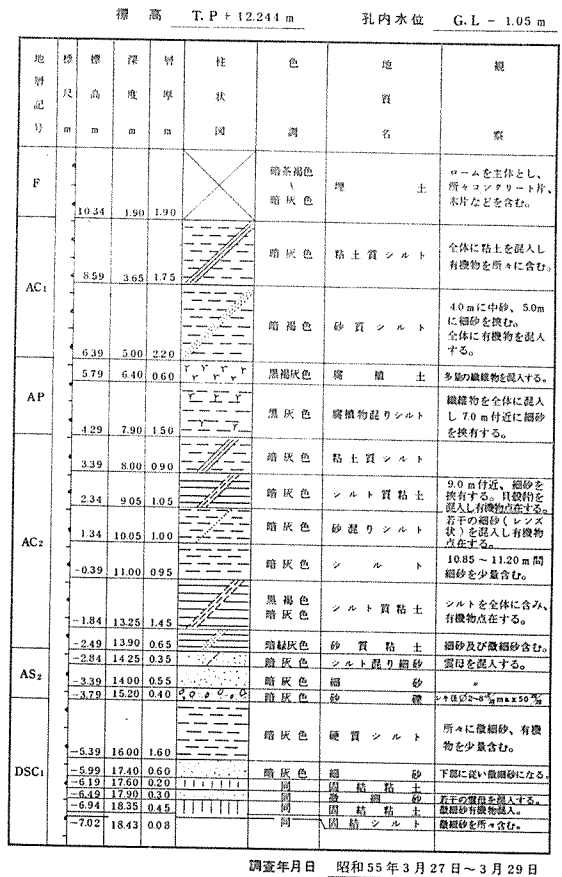 標高 T.P + 12.244 m 孔内水位 G.L - 1.05 m
地層記号 標尺 m 標高 m 深度 m 層厚 m 柱状図 色調 地質名 観察
F 10.34 1.90 1.90 暗茶褐色 〜 暗灰色 埋土 ロームを主体とし、
所々コンクリート片、
木片などを含む。
AC1 8.59 3.65 1.75 暗灰色 粘土質シルト 全体に粘土を混入し
有機物を所々に含む。
6.39 5.00 2.20 暗褐色 砂質シルト 4.0mに中砂、5.0m
に細砂を挟む。
全体に有機物を混入
する。
AP 5.79 6.40 0.60 黒褐灰色 腐植土 多量の繊維物を混入する。
4.29 7.90 1.50 黒灰色 腐植物混りシルト 繊維物を全体に混入
し7.0m付近に細砂
を挟有する。
AC2 3.39 8.00 0.90 暗灰色 粘土質シルト
2.34 9.05 1.05 暗灰色 シルト質粘土 9.0m付近、細砂を
挟有する。貝殻粉を
混入し有機物点在する。
1.34 10.05 1.00 暗灰色 砂混りシルト 若干の細砂(レンズ
状)を混入し有機物
点在する。
-0.39 11.00 0.95 暗灰色 シルト 10.85〜11.20m間
細砂を少量含む。
-1.84 13.25 1.45 黒褐 暗灰色 シルト質粘土 シルトを全体に含み、
有機物点在する。
-2.49 13.90 0.65 暗緑灰色 砂質粘土 細砂及び微細砂含む。
AS2 -2.84 14.25 0.35 暗灰色 シルト混り細砂 雲母を混入する。
-3.39 14.00 0.55 暗灰色 細砂 〃
-3.79 15.20 0.40 暗灰色 砂礫
DSC1 -5.39 16.00 1.60 暗灰色 硬質シルト 所々に微細砂、有機
物を少量含む。
-5.99 17.40 0.60 暗灰色 細砂 下部に従い微細砂になる。
-6.19 17.60 0.20 同 固結粘土
-6.49 17.90 0.30 同 微細砂 若干の雲母を混入する。
-6.94 18.35 0.45 同 固結粘土 微細砂有機物混入。
-7.02 18.43 0.08 同 固結シルト 微細砂を所々含む。
調査年月日 昭和55年3月27日〜3月29日